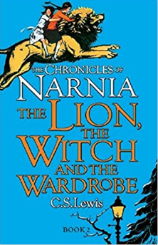 THE CHRONICLES OF
NARNIA
THE LION,
THE
WITCH
AND THE
WARDROBE
C.S. Lewis
BOOK 2